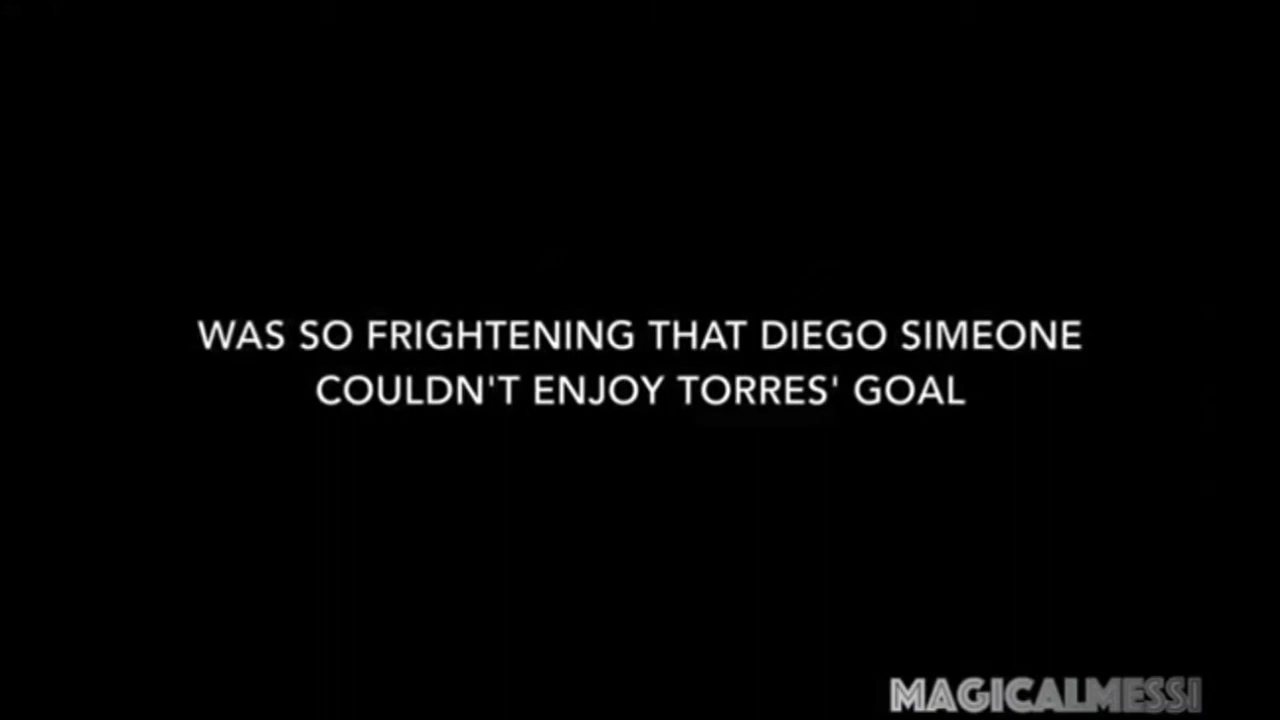 WAS SO FRIGHTENING THAT DIEGO SIMEONE
COULDN'T ENJOY TORRES' GOAL
MAGICALMESSI